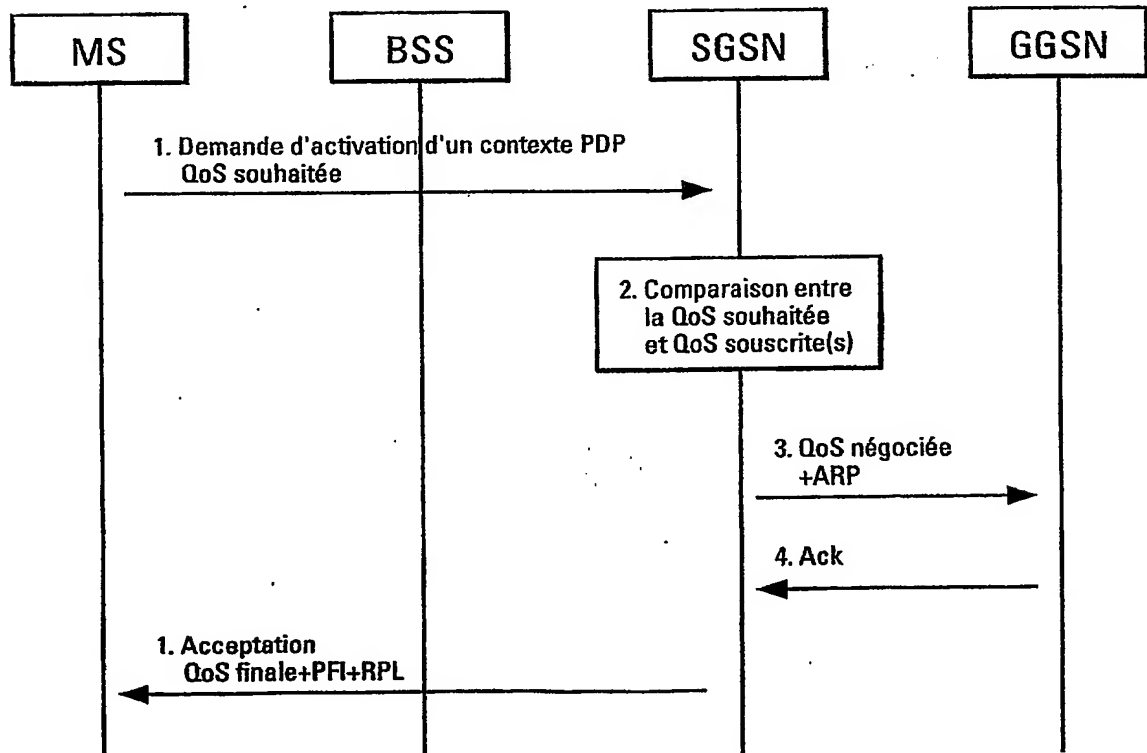 MS
BSS
SGSN
GGSN
1. Demande d'activation d'un contexte PDP
QoS souhaitée
2. Comparaison entre
la QoS souhaitée
et QoS souscrite(s)
3. QoS négociée
+ARP
4. Ack
1. Acceptation
QoS finale+PFI+RPL